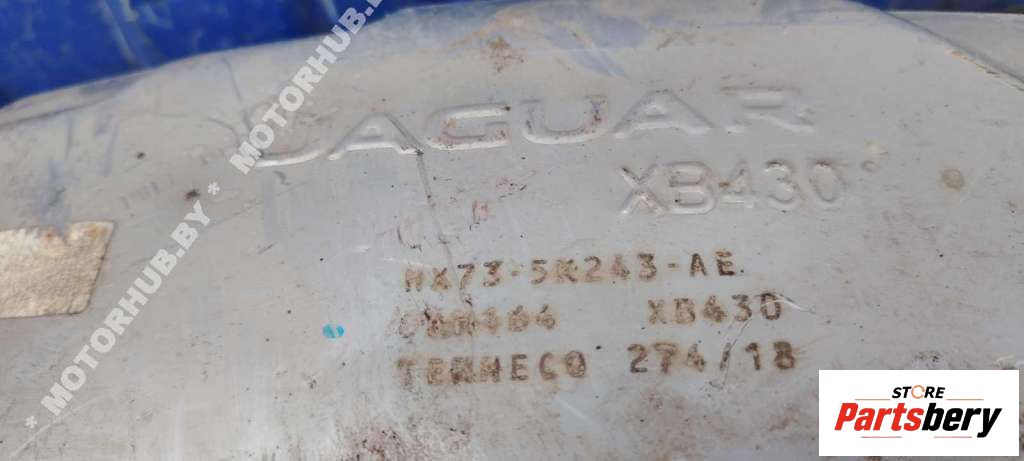 * MOTORHUB.BY * MOTORHUB.BY *
JAGUAR
XB430
HX73-5K243-AE
XB430
TENNECO 274/18
STORE
Partsbery